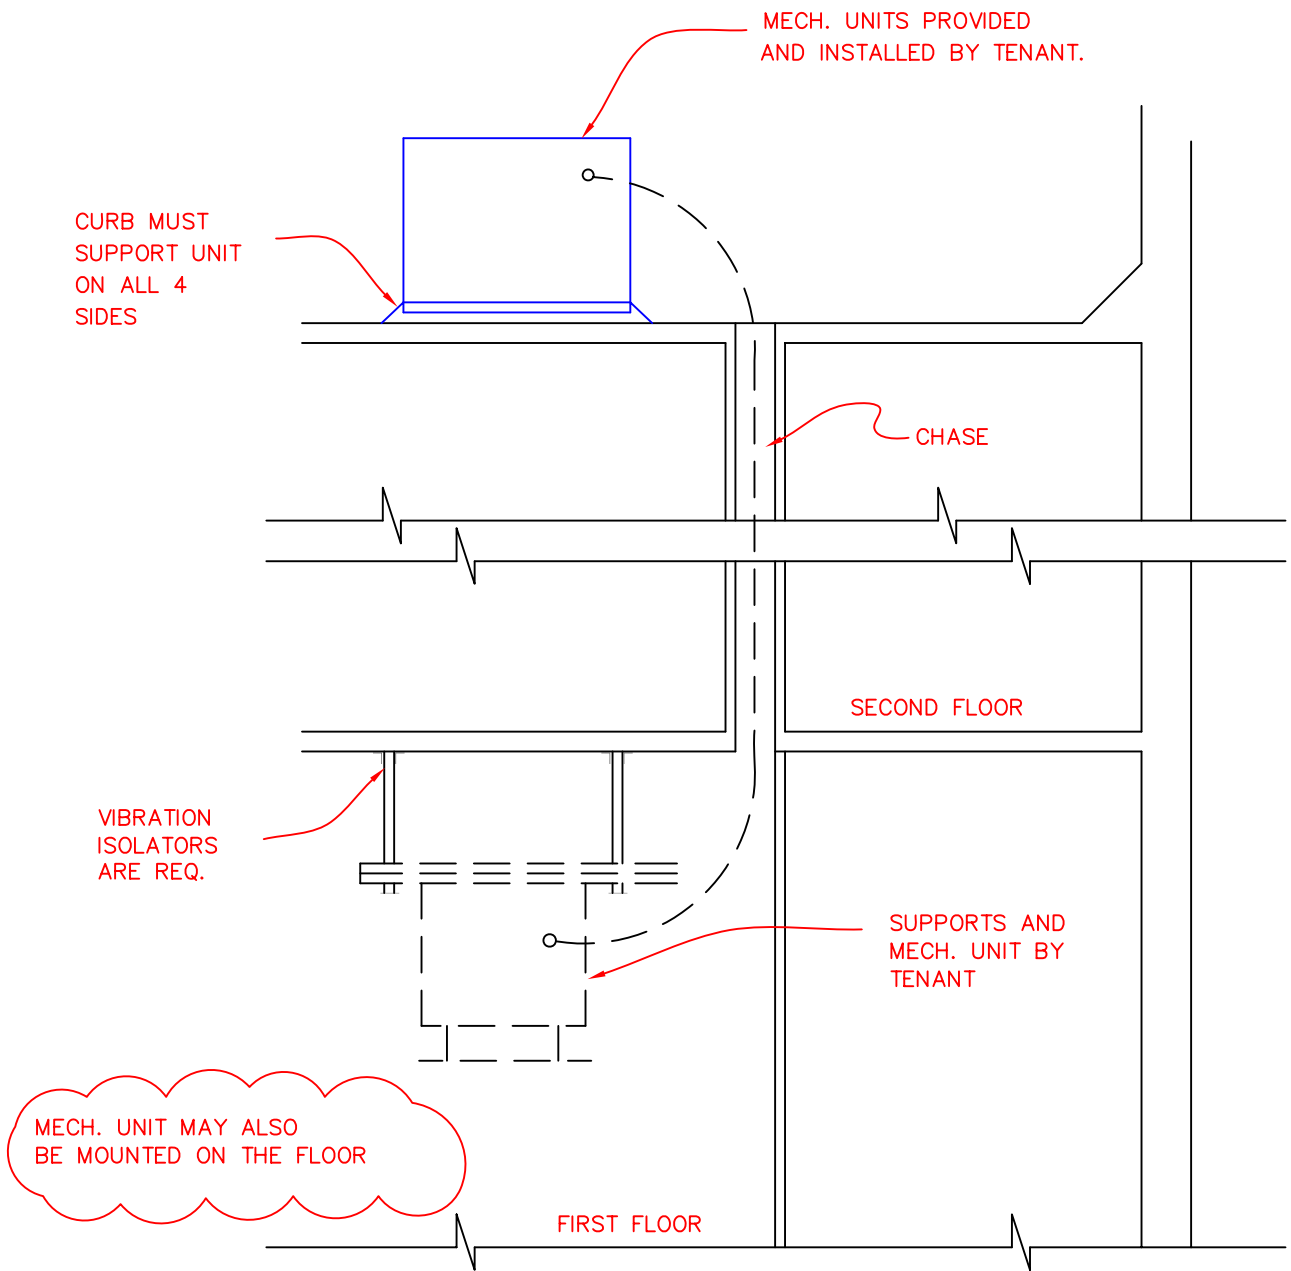 MECH. UNITS PROVIDED
AND INSTALLED BY TENANT.
CURB MUST
SUPPORT UNIT
ON ALL 4
SIDES
CHASE
SECOND FLOOR
VIBRATION
ISOLATORS
ARE REQ.
SUPPORTS AND
MECH. UNIT BY
TENANT
MECH. UNIT MAY ALSO
BE MOUNTED ON THE FLOOR
FIRST FLOOR